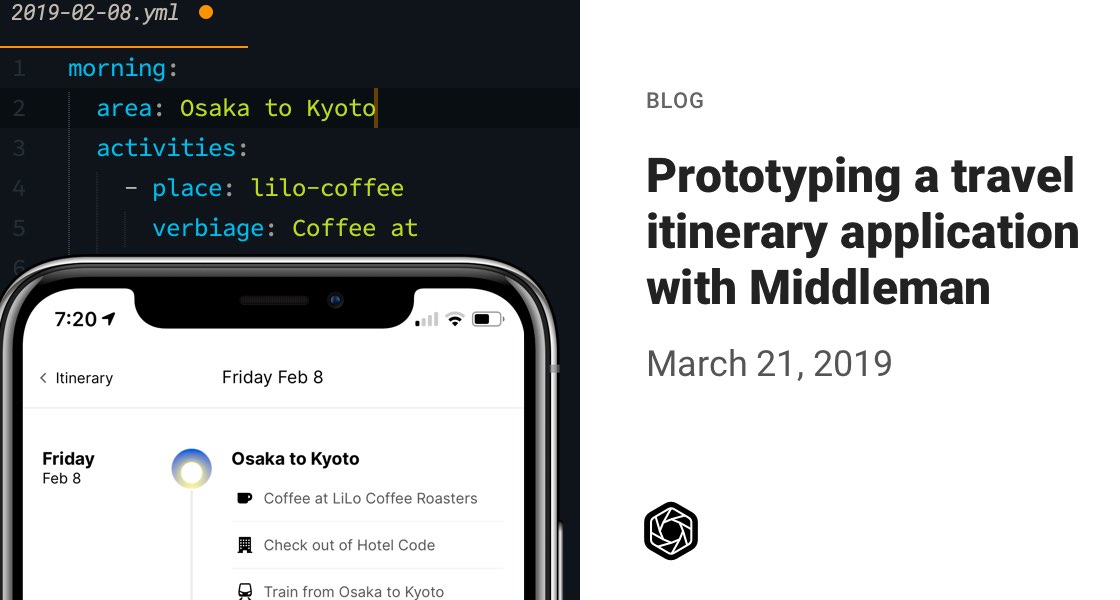 2019-02-08.yml
1 morning:
2 area: Osaka to Kyoto
3 activities:
4 - place: lilo-coffee
5 verbiage: Coffee at
6
7:20
Itinerary
Friday Feb 8
Friday
Feb 8
Osaka to Kyoto
Coffee at LiLo Coffee Roasters
Check out of Hotel Code
Train from Osaka to Kyoto
BLOG
Prototyping a travel
itinerary application
with Middleman
March 21, 2019